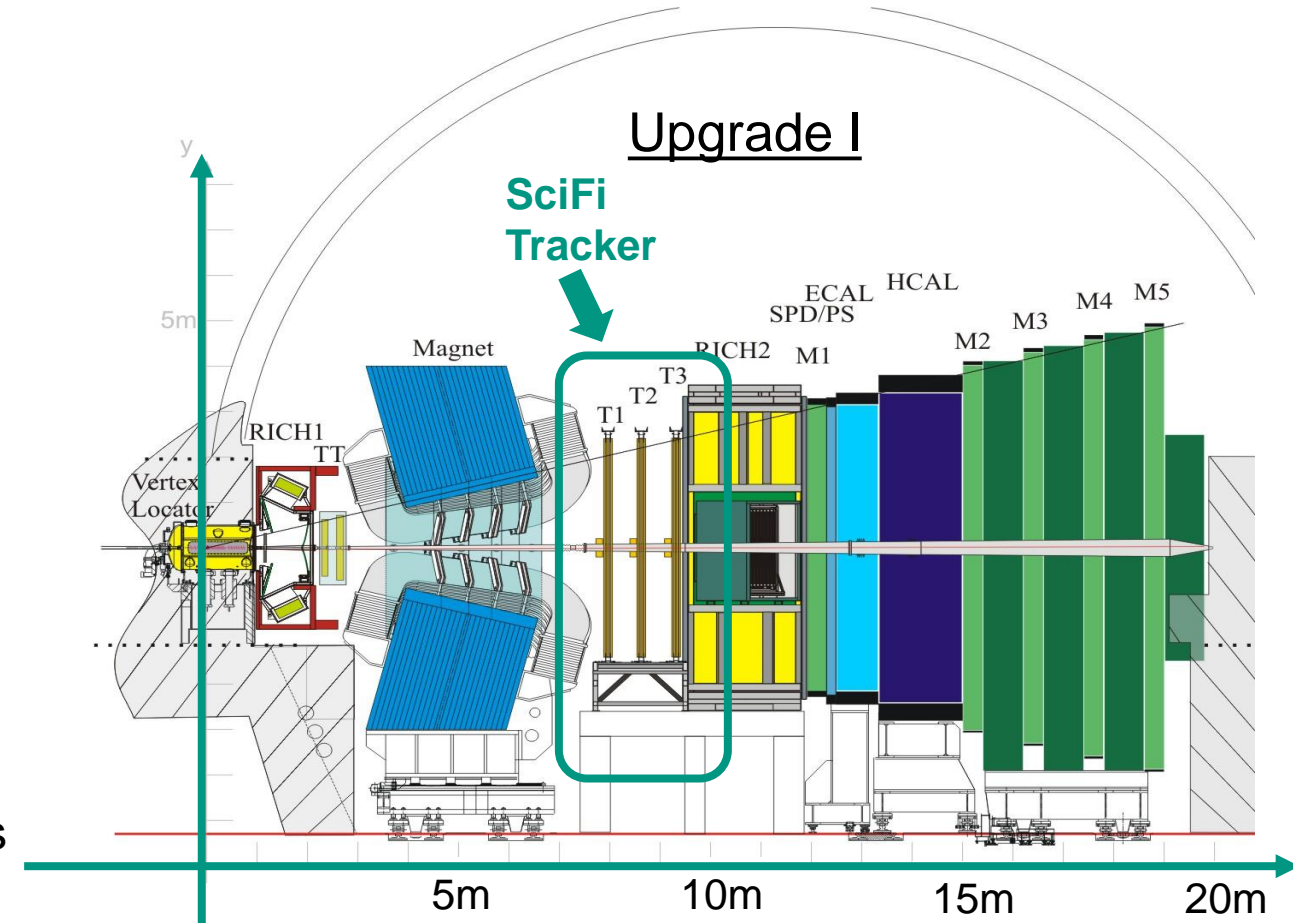 Upgrade I
y
SciFi
Tracker
5m
ECAL
HCAL
SPD/PS
M1
M2
M3
M4
M5
Magnet
RICH2
T1
T2
T3
RICH1
TT
Vertex
Locator
s
5m
10m
15m
20m